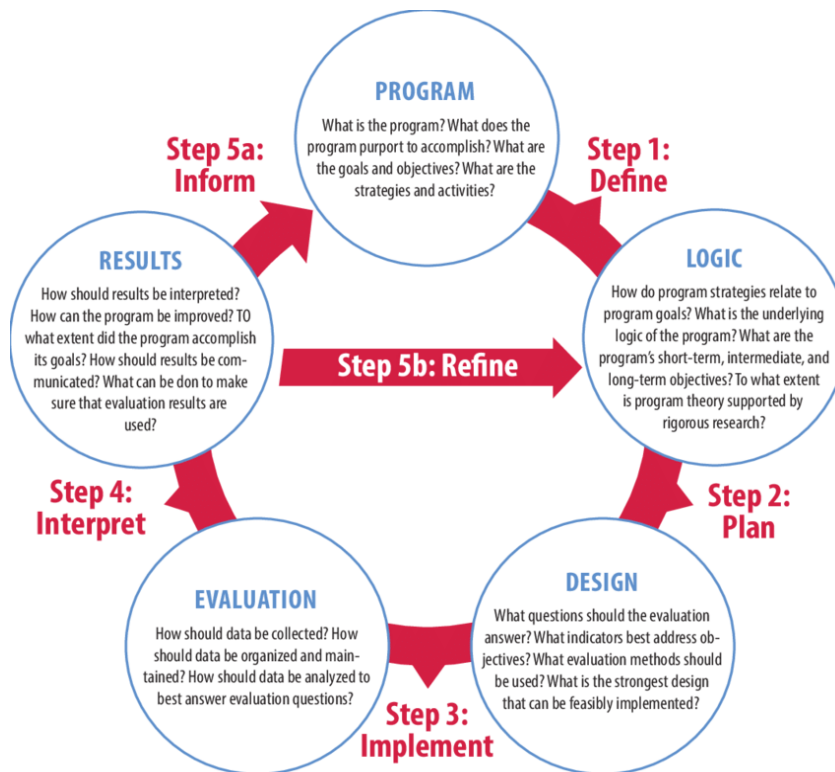 PROGRAM
What is the program? What does the
program purport to accomplish? What are
the goals and objectives? What are the
strategies and activities?
Step 1:
Define
LOGIC
How do program strategies relate to
program goals? What is the underlying
logic of the program? What are the
program's short-term, intermediate, and
long-term objectives? To what extent
is program theory supported by
rigorous research?
Step 2:
Plan
DESIGN
What questions should the evaluation
answer? What indicators best address ob-
jectives? What evaluation methods should
be used? What is the strongest design
that can be feasibly implemented?
Step 3:
Implement
EVALUATION
How should data be collected? How
should data be organized and main-
tained? How should data be analyzed to
best answer evaluation questions?
Step 4:
Interpret
RESULTS
How should results be interpreted?
How can the program be improved? TO
what extent did the program accomplish
its goals? How should results be com-
municated? What can be don to make
sure that evaluation results are
used?
Step 5a:
Inform
Step 5b: Refine